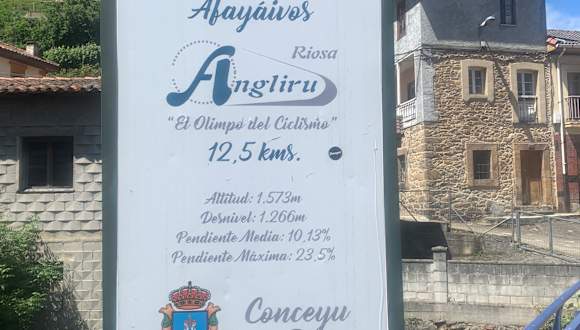 Afayáivos
Riosa
Angliru
"El Olimpo del Ciclismo"
12,5 kms.
Altitud: 1.573m
Desnivel: 1.266m
Pendiente Media: 10,13%
Pendiente Máxima: 23,5%
Conceyu